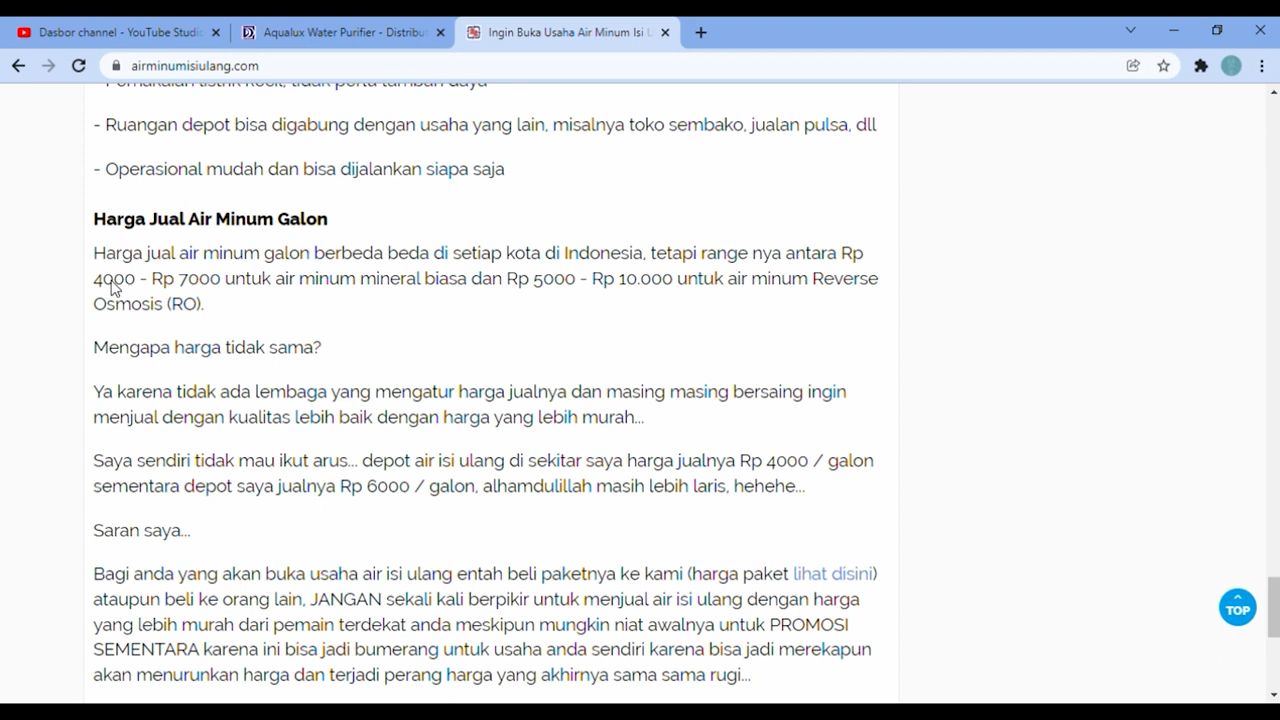 Dasbor channel - YouTube Studio
Aqualux Water Purifier - Distribut
Ingin Buka Usaha Air Minum Isi U
airminumisiulang.com
- Pemakaian listrik kecil, tidak perlu tambah daya
- Ruangan depot bisa digabung dengan usaha yang lain, misalnya toko sembako, jualan pulsa, dll
- Operasional mudah dan bisa dijalankan siapa saja
Harga Jual Air Minum Galon
Harga jual air minum galon berbeda beda di setiap kota di Indonesia, tetapi range nya antara Rp
4000 - Rp 7000 untuk air minum mineral biasa dan Rp 5000 - Rp 10.000 untuk air minum Reverse
Osmosis (RO).
Mengapa harga tidak sama?
Ya karena tidak ada lembaga yang mengatur harga jualnya dan masing masing bersaing ingin
menjual dengan kualitas lebih baik dengan harga yang lebih murah...
Saya sendiri tidak mau ikut arus... depot air isi ulang di sekitar saya harga jualnya Rp 4000 / galon
sementara depot saya jualnya Rp 6000 / galon, alhamdulillah masih lebih laris, hehehe...
Saran saya...
Bagi anda yang akan buka usaha air isi ulang entah beli paketnya ke kami (harga paket lihat disini)
ataupun beli ke orang lain, JANGAN sekali kali berpikir untuk menjual air isi ulang dengan harga
yang lebih murah dari pemain terdekat anda meskipun mungkin niat awalnya untuk PROMOSI
SEMENTARA karena ini bisa jadi bumerang untuk usaha anda sendiri karena bisa jadi merekapun
akan menurunkan harga dan terjadi perang harga yang akhirnya sama sama rugi...
TOP